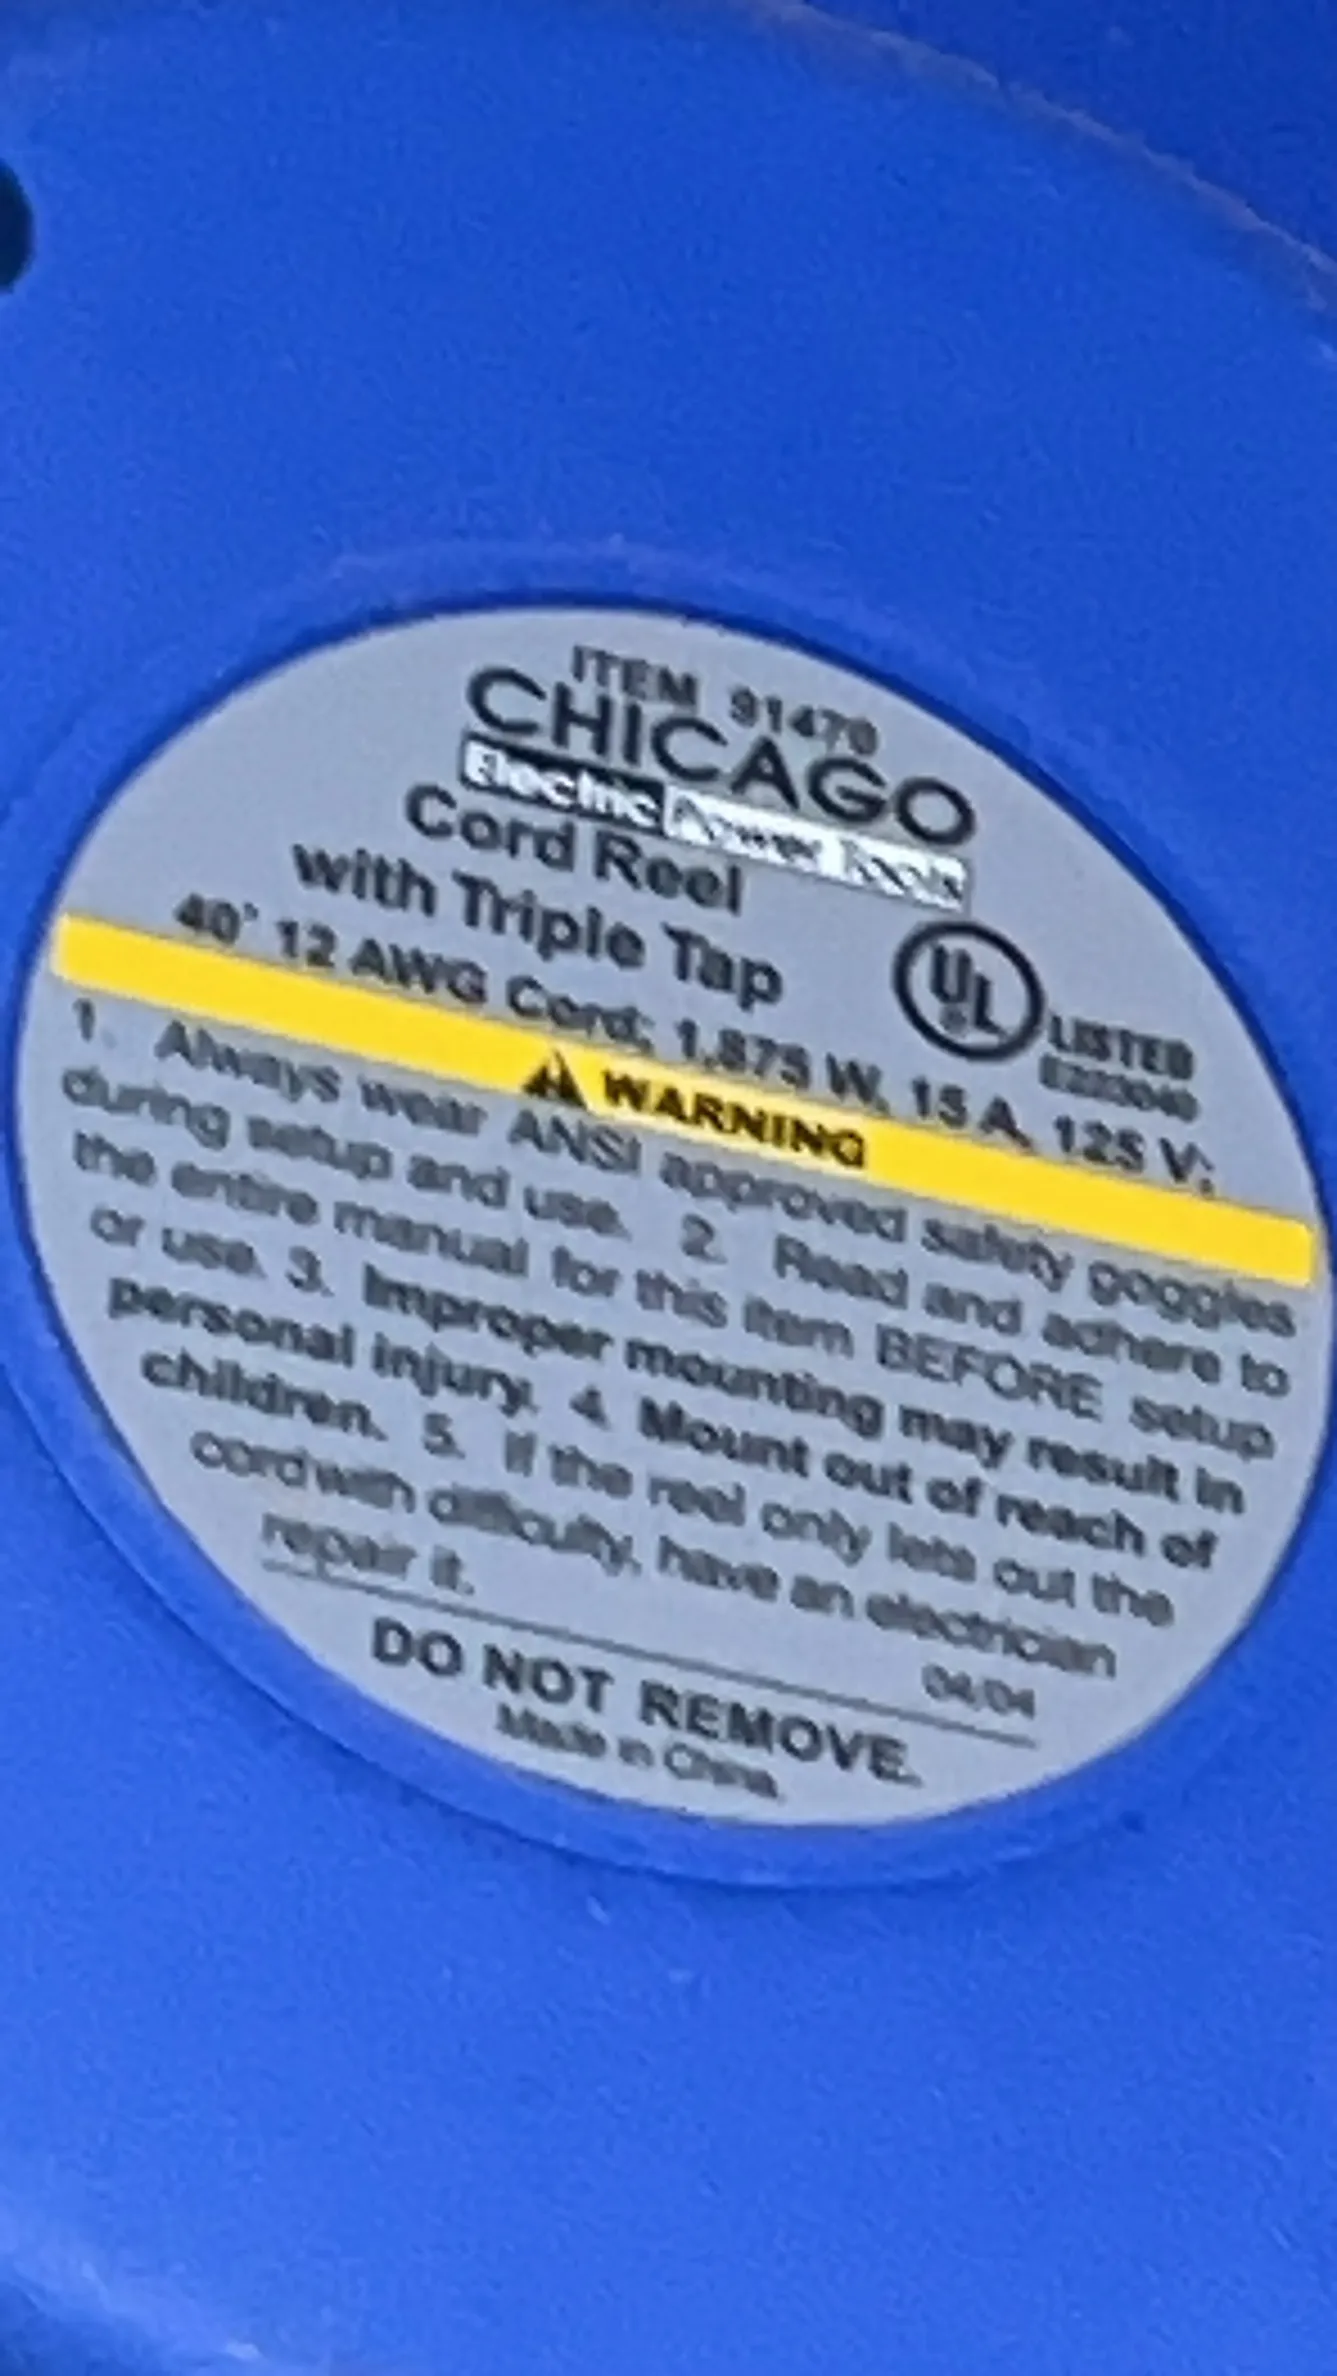 ITEM 91470
CHICAGO
Electric Power Tools
Cord Reel
with Triple Tap
40' 12 AWG Cord; 1,875 W, 15 A, 125 V;
UL
LISTED
WARNING
1. Always wear ANSI approved safety goggles
during setup and use. 2. Read and adhere to
the entire manual for this item BEFORE setup
or use. 3. Improper mounting may result in
personal injury. 4. Mount out of reach of
children. 5. If the reel only lets out the
cord with difficulty, have an electrician
repair it.
04/04
DO NOT REMOVE.
Made in China.